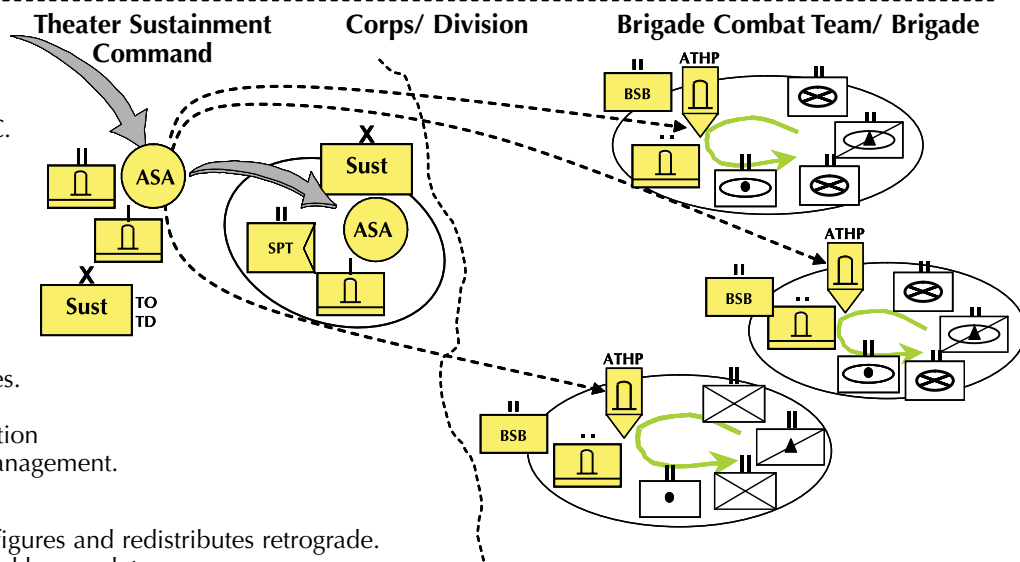 Theater Sustainment
Command
Corps/ Division
Brigade Combat Team/ Brigade
ATHP
BSB
X
Sust
ASA
ASA
SPT
X
Sust
TO
TD
ATHP
BSB
ATHP
BSB
C.
es.
tion
anagement.
figures and redistributes retrograde.